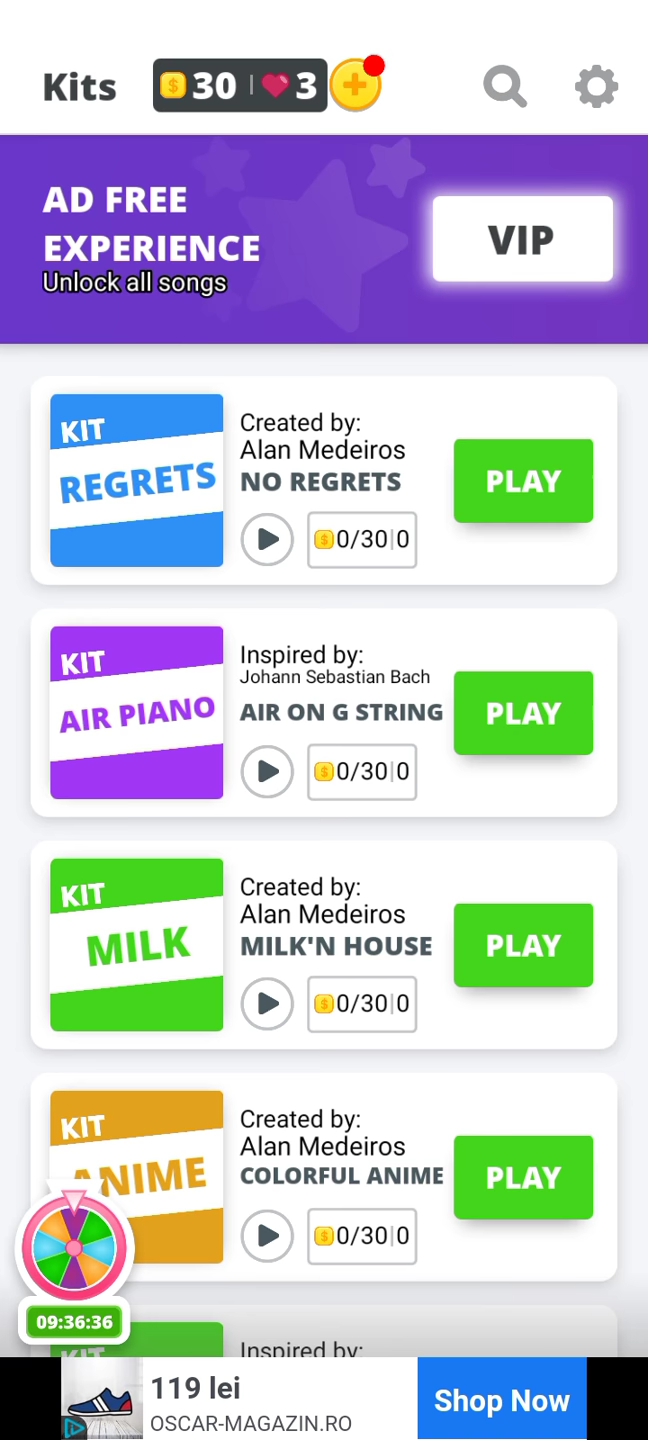 Kits
30
3
AD FREE
EXPERIENCE
Unlock all songs
VIP
KIT
REGRETS
Created by:
Alan Medeiros
NO REGRETS
0/30|0
PLAY
KIT
AIR PIANO
Inspired by:
Johann Sebastian Bach
AIR ON G STRING
0/30|0
PLAY
KIT
MILK
Created by:
Alan Medeiros
MILK'N HOUSE
0/30|0
PLAY
KIT
ANIME
Created by:
Alan Medeiros
COLORFUL ANIME
0/30|0
PLAY
09:36:36
KIT
Inspired by:
119 lei
OSCAR-MAGAZIN.RO
Shop Now